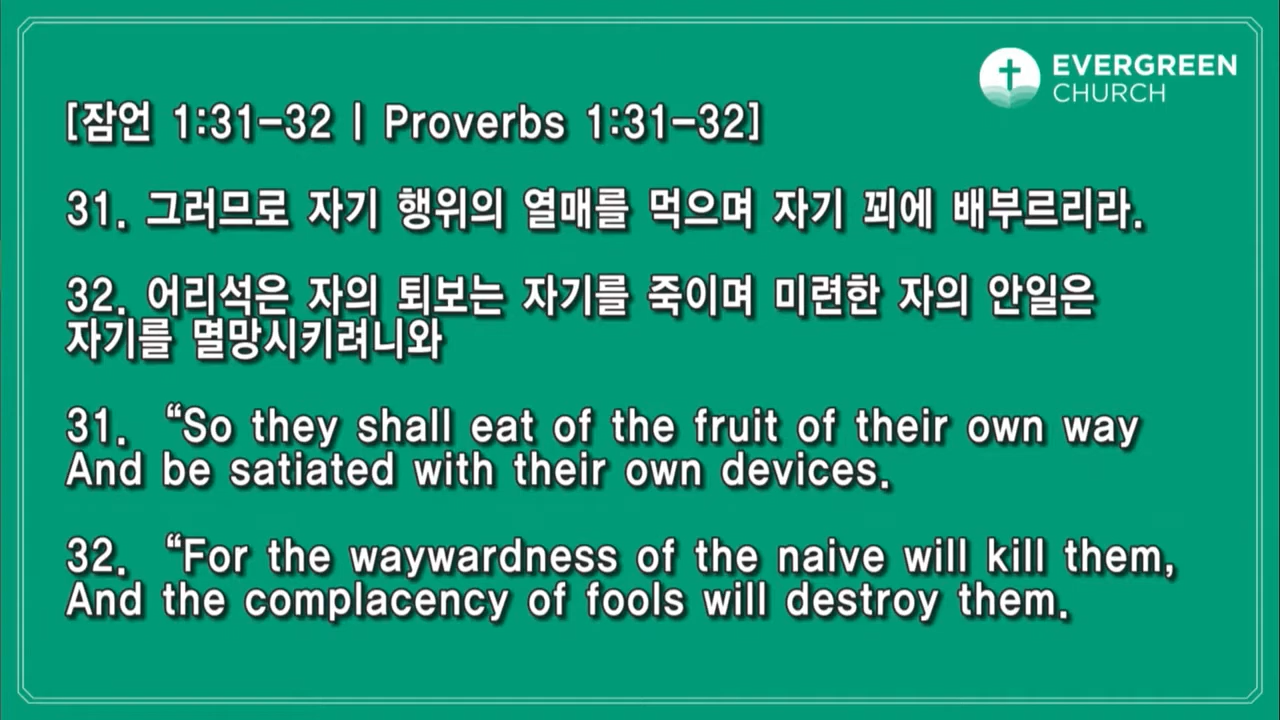 EVERGREEN
CHURCH
[잠언 1:31-32 | Proverbs 1:31-32]
31. 그러므로 자기 행위의 열매를 먹으며 자기 꾀에 배부르리라.
32. 어리석은 자의 퇴보는 자기를 죽이며 미련한 자의 안일은
자기를 멸망시키려니와
31. “So they shall eat of the fruit of their own way
And be satiated with their own devices.
32. “For the waywardness of the naive will kill them,
And the complacency of fools will destroy them.